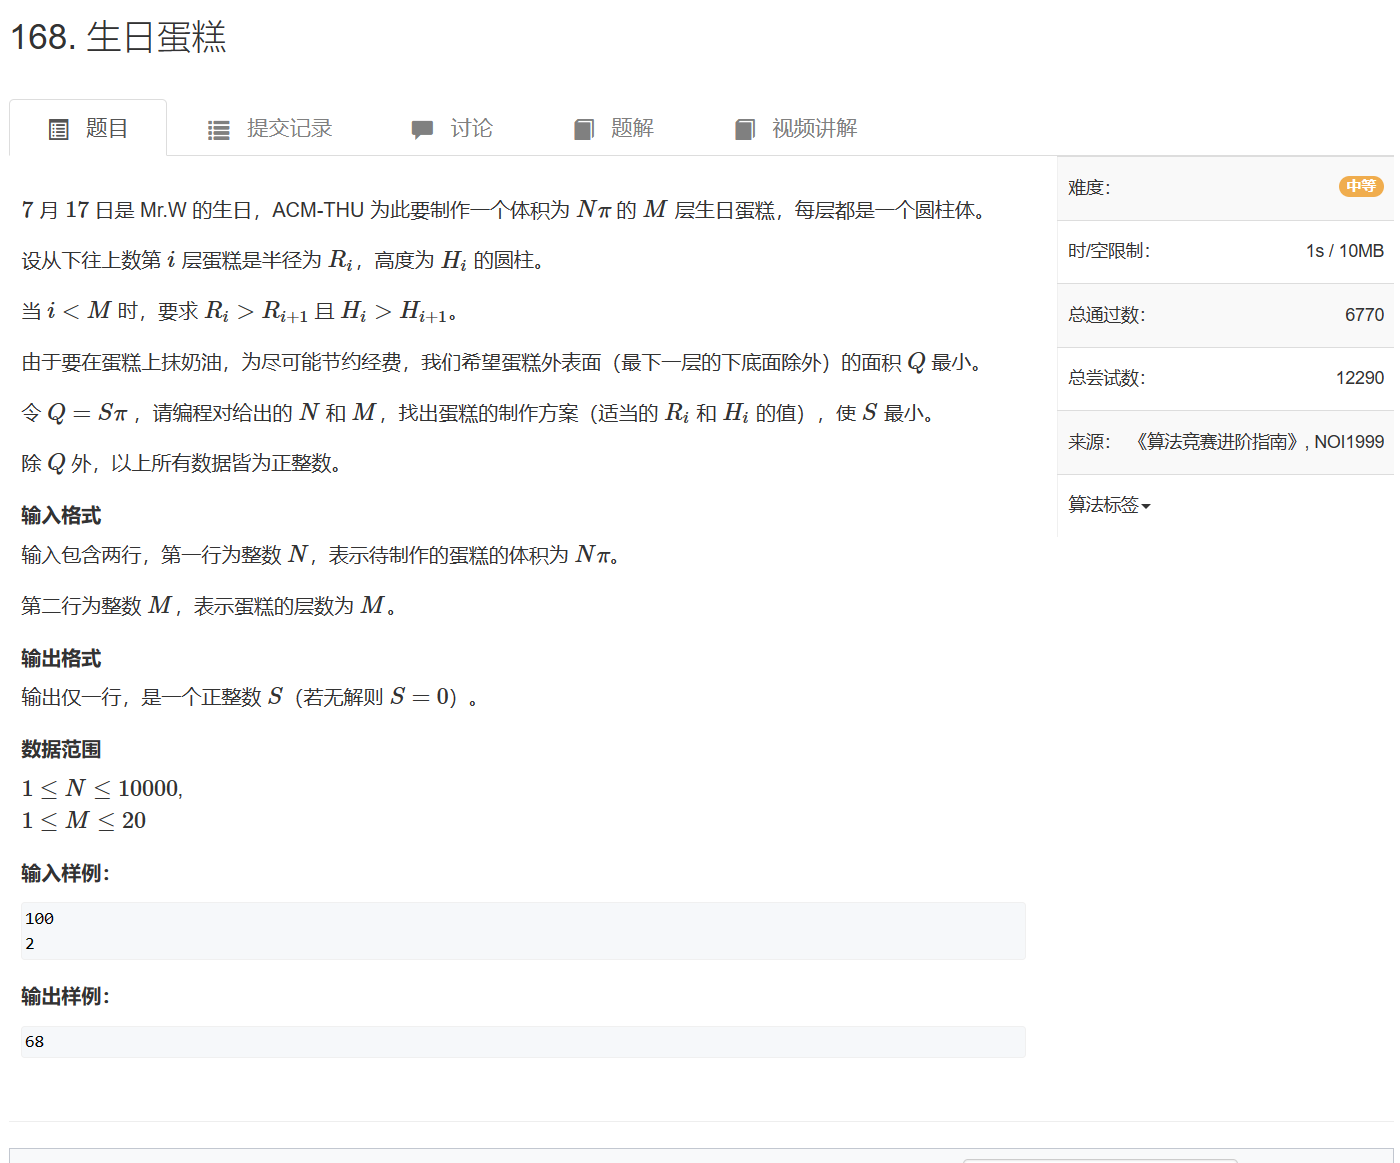 168. 生日蛋糕
题目 提交记录 讨论 题解 视频讲解
7 月 17 日是 Mr.W 的生日，ACM-THU 为此要制作一个体积为 Nπ 的 M 层生日蛋糕，每层都是一个圆柱体。
设从下往上数第 i 层蛋糕是半径为 R_i，高度为 H_i 的圆柱。
当 i < M 时，要求 R_i > R_{i+1} 且 H_i > H_{i+1}。
由于要在蛋糕上抹奶油，为尽可能节约经费，我们希望蛋糕外表面（最下一层的下底面除外）的面积 Q 最小。
令 Q = Sπ ，请编程对给出的 N 和 M，找出蛋糕的制作方案（适当的 R_i 和 H_i 的值），使 S 最小。
除 Q 外，以上所有数据皆为正整数。
输入格式
输入包含两行，第一行为整数 N，表示待制作的蛋糕的体积为 Nπ。
第二行为整数 M，表示蛋糕的层数为 M。
输出格式
输出仅一行，是一个正整数 S（若无解则 S = 0）。
数据范围
1 ≤ N ≤ 10000,
1 ≤ M ≤ 20
输入样例：
100
2
输出样例：
68
难度： 中等
时/空限制： 1s / 10MB
总通过数： 6770
总尝试数： 12290
来源： 《算法竞赛进阶指南》, NOI1999
算法标签